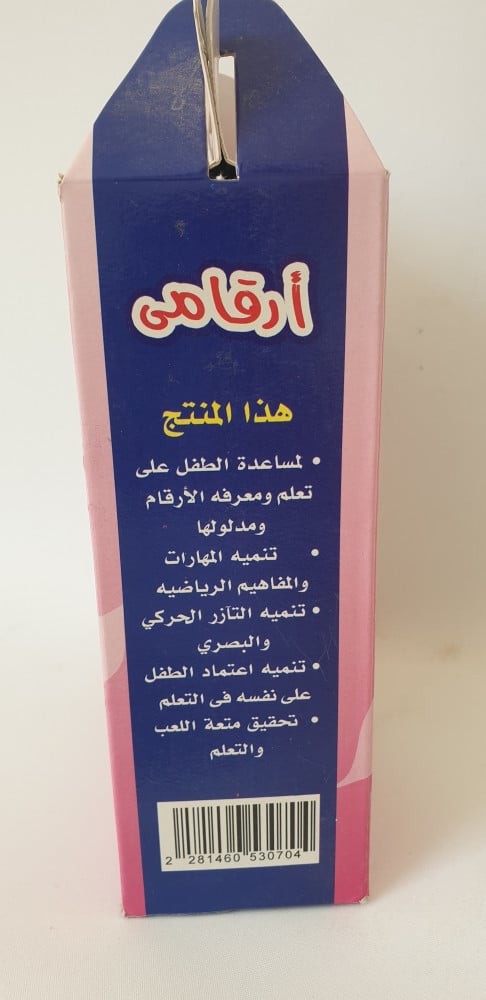 أرقامى
هذا المنتج
• لمساعدة الطفل على
تعلم ومعرفه الأرقام
ومدلولها
• تنميه المهارات
والمفاهيم الرياضيه
• تنميه التآزر الحركي
والبصري
• تنميه اعتماد الطفل
على نفسه فى التعلم
• تحقيق متعة اللعب
والتعلم
2 281460 530704